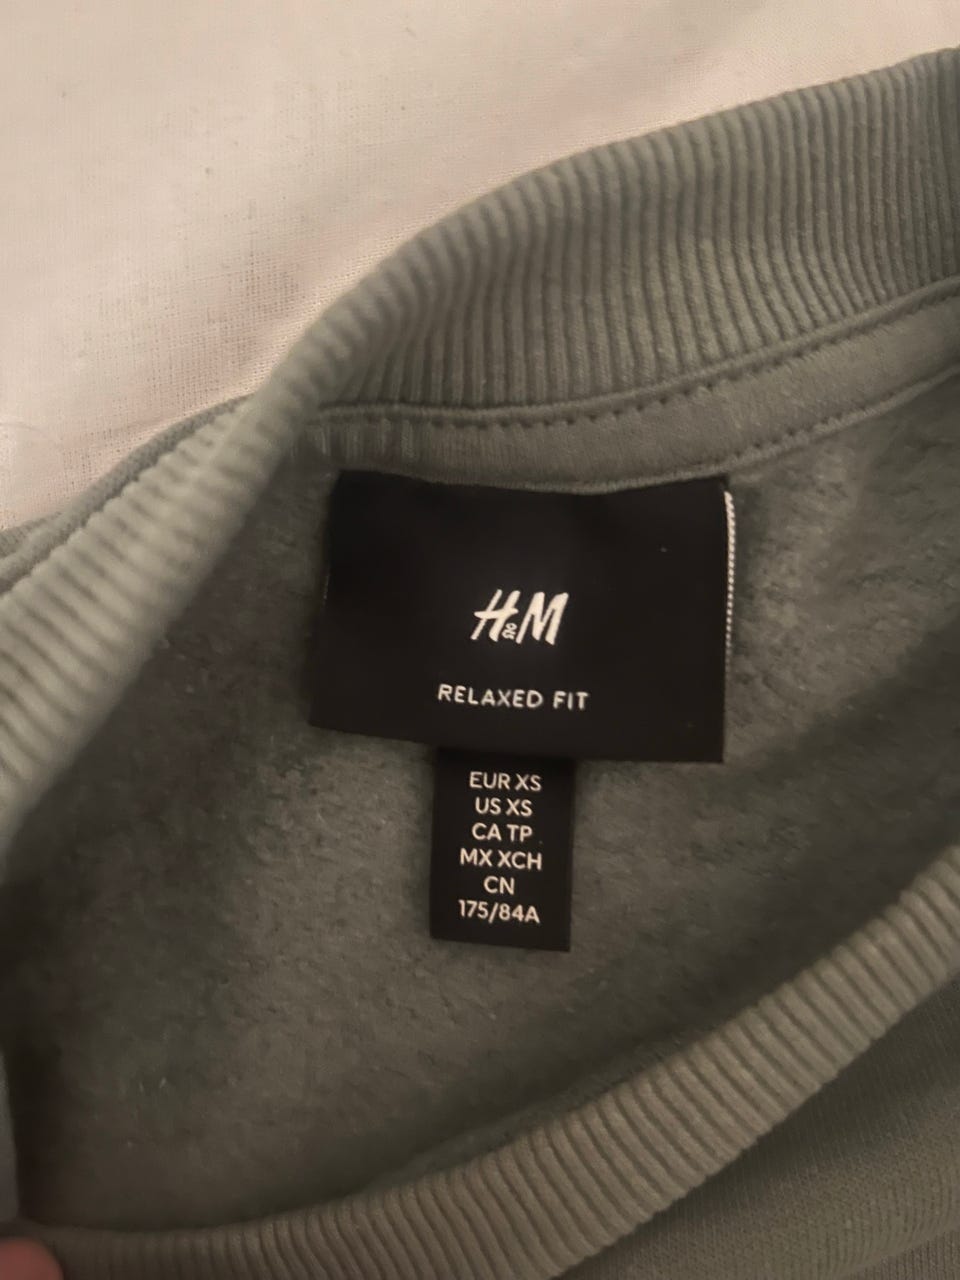 H&M
RELAXED FIT
EUR XS
US XS
CA TP
MX XCH
CN
175/84A